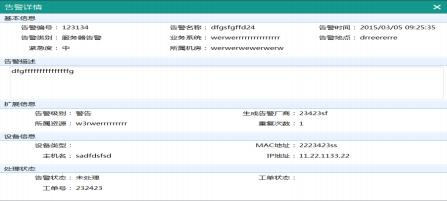 告警详情
基本信息
告警编号：123134 告警名称：dfgsfgffd24 告警时间：2015/03/05 09:25:35
告警类别：服务器告警 业务系统：werwerrrrrrrrrrrrrr 告警地点：drreererre
紧急度：中 所属机房：werwerwewerwerw
告警描述
dfgffffffffffffffg
扩展信息
告警级别：警告 生成告警厂商：23423sf
所属资源：w3rwerrrrrrrr 重复次数：1
设备信息
设备类型： MAC地址：2223423ss
主机名：sadfdsfsd IP地址：11.22.1133.22
处理状态
告警状态：未处理 工单状态：
工单号：232423